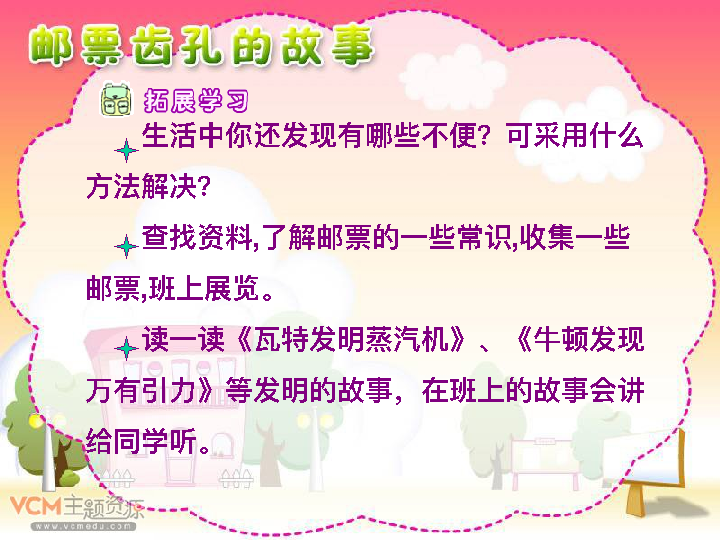 邮票齿孔的故事
拓展学习
生活中你还发现有哪些不便？可采用什么
方法解决？
查找资料,了解邮票的一些常识,收集一些
邮票,班上展览。
读一读《瓦特发明蒸汽机》、《牛顿发现
万有引力》等发明的故事，在班上的故事会讲
给同学听。
VCM主题资源
www.vcmedu.com